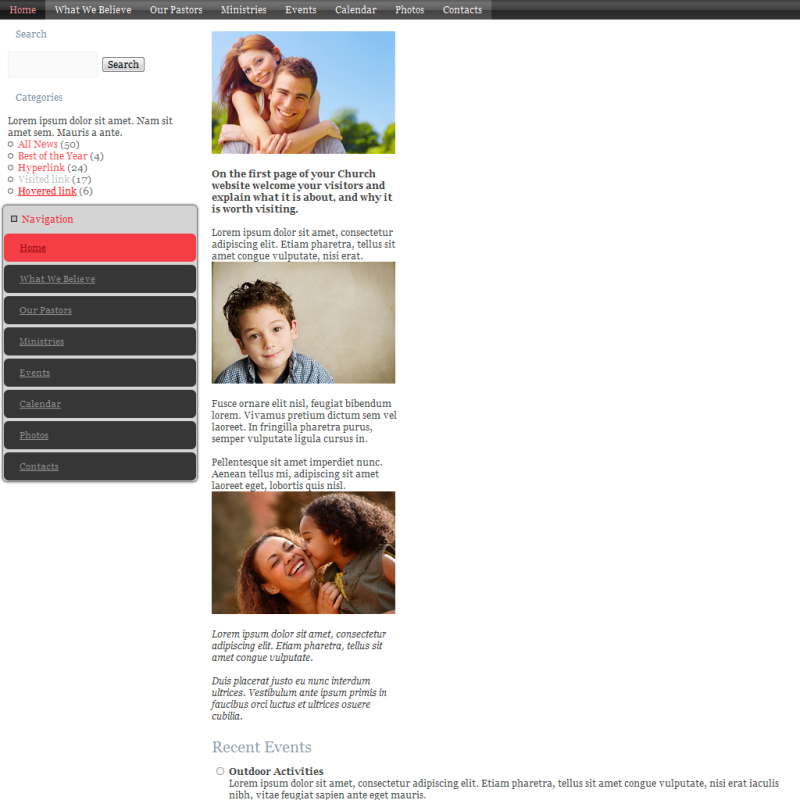 Home What We Believe Our Pastors Ministries Events Calendar Photos Contacts
Search
Search
Categories
Lorem ipsum dolor sit amet. Nam sit
amet sem. Mauris a ante.
All News (50)
Best of the Year (4)
Hyperlink (24)
Visited link (17)
Hovered link (6)
Navigation
Home
What We Believe
Our Pastors
Ministries
Events
Calendar
Photos
Contacts
On the first page of your Church
website welcome your visitors and
explain what it is about, and why it
is worth visiting.
Lorem ipsum dolor sit amet, consectetur
adipiscing elit. Etiam pharetra, tellus sit
amet congue vulputate, nisi erat.
Fusce ornare elit nisl, feugiat bibendum
lorem. Vivamus pretium dictum sem vel
laoreet. In fringilla pharetra purus,
semper vulputate ligula cursus in.
Pellentesque sit amet imperdiet nunc.
Aenean tellus mi, adipiscing sit amet
laoreet eget, lobortis quis nisl.
Lorem ipsum dolor sit amet, consectetur
adipiscing elit. Etiam pharetra, tellus sit
amet congue vulputate.
Duis placerat justo eu nunc interdum
ultrices. Vestibulum ante ipsum primis in
faucibus orci luctus et ultrices osuere
cubilia.
Recent Events
Outdoor Activities
Lorem ipsum dolor sit amet, consectetur adipiscing elit. Etiam pharetra, tellus sit amet congue vulputate, nisi erat iaculis
nibh, vitae feugiat sapien ante eget mauris.